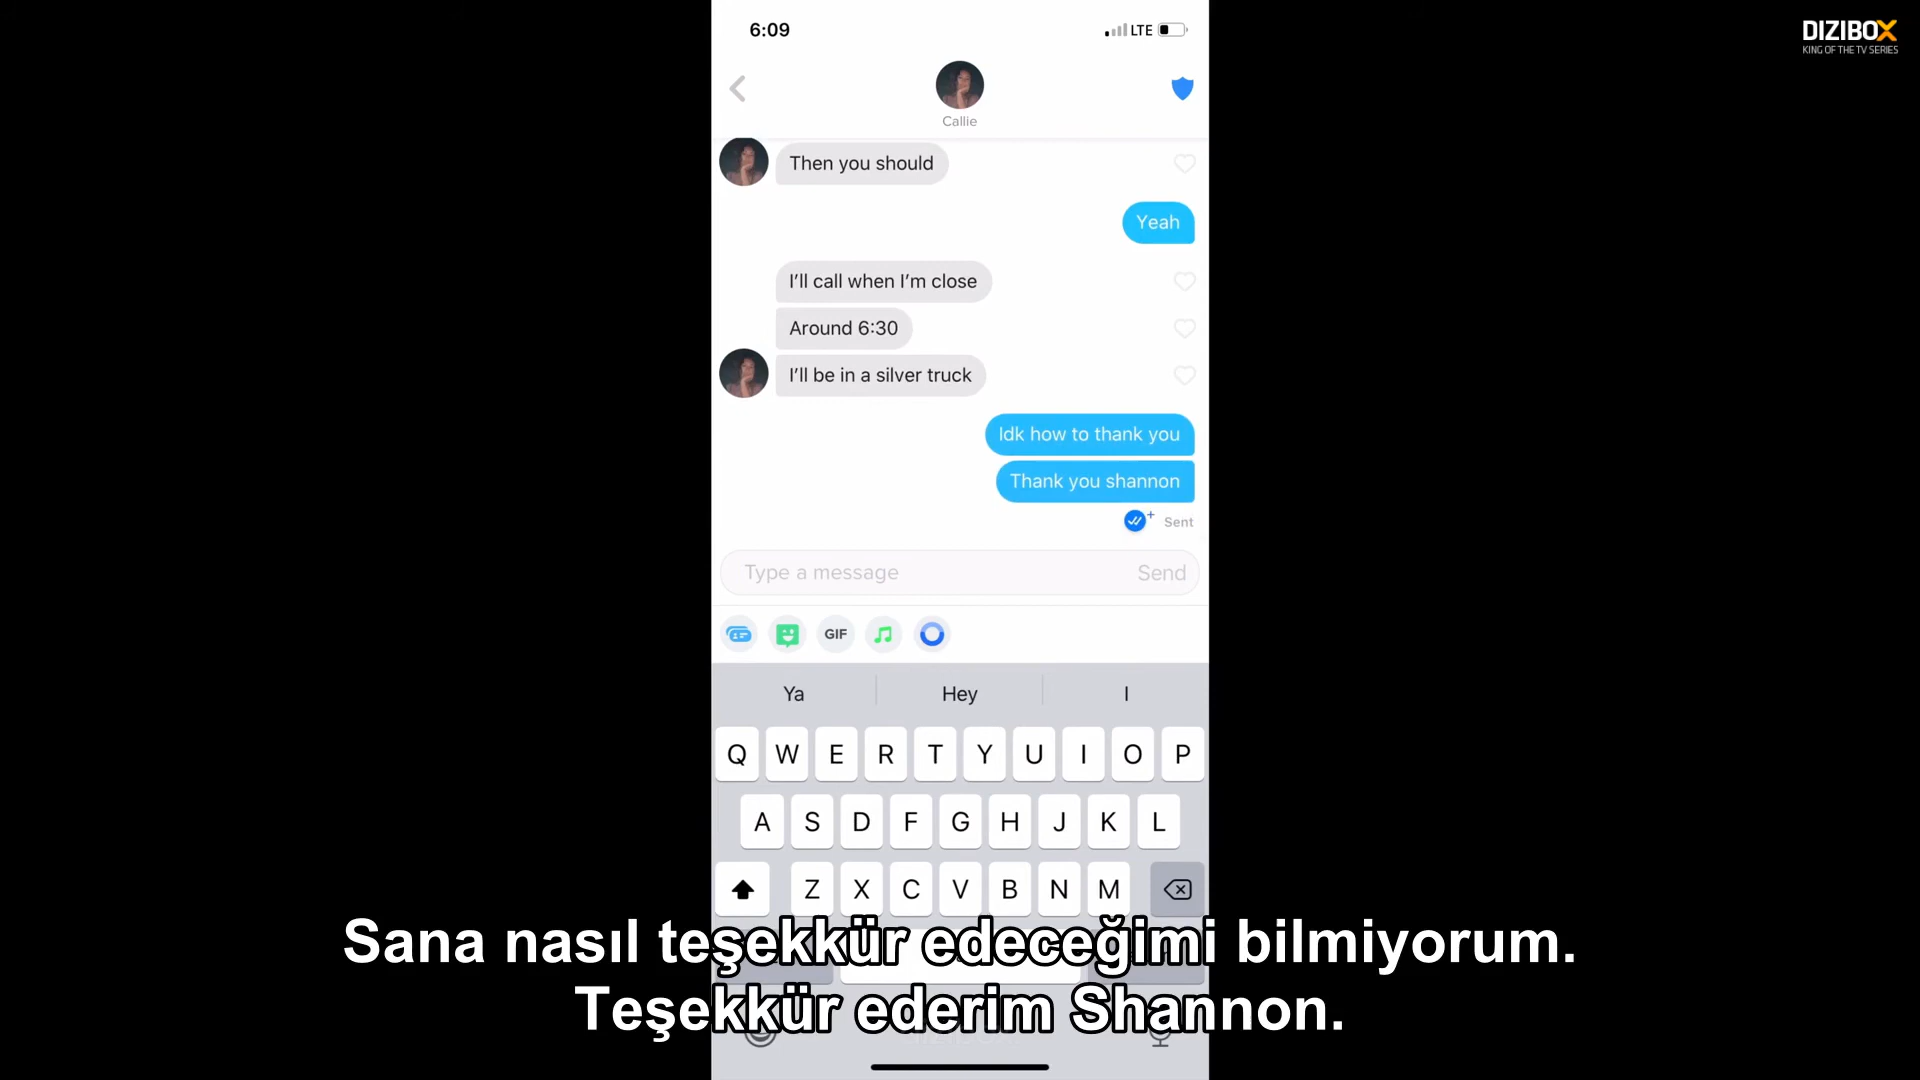 6:09
LTE
DIZIBOX
KING OF THE TV SERIES
Callie
Then you should
Yeah
I'll call when I'm close
Around 6:30
I'll be in a silver truck
Idk how to thank you
Thank you shannon
Sent
Type a message
Send
GIF
Ya Hey I
Q W E R T Y U I O P
A S D F G H J K L
Z X C V B N M
Sana nasıl teşekkür edeceğimi bilmiyorum.
Teşekkür ederim Shannon.